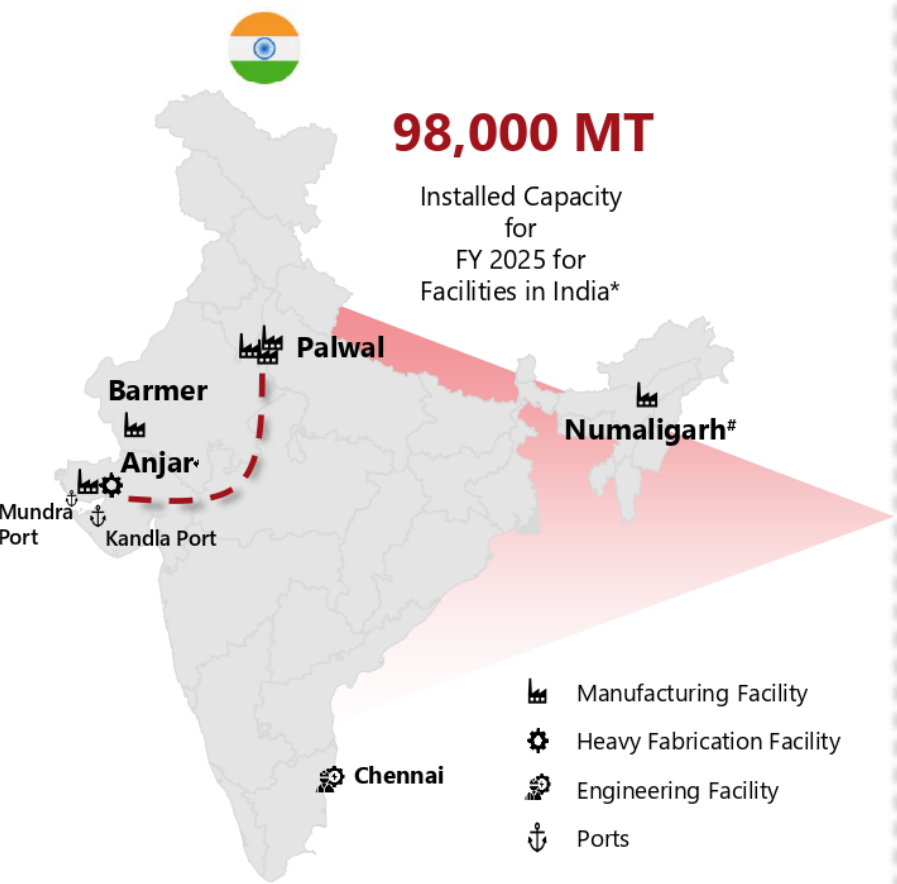 98,000 MT
Installed Capacity
for
FY 2025 for
Facilities in India*
Palwal
Barmer
Numaligarh#
Anjar
Mundra
Port
Kandla Port
Manufacturing Facility
Heavy Fabrication Facility
Chennai
Engineering Facility
Ports